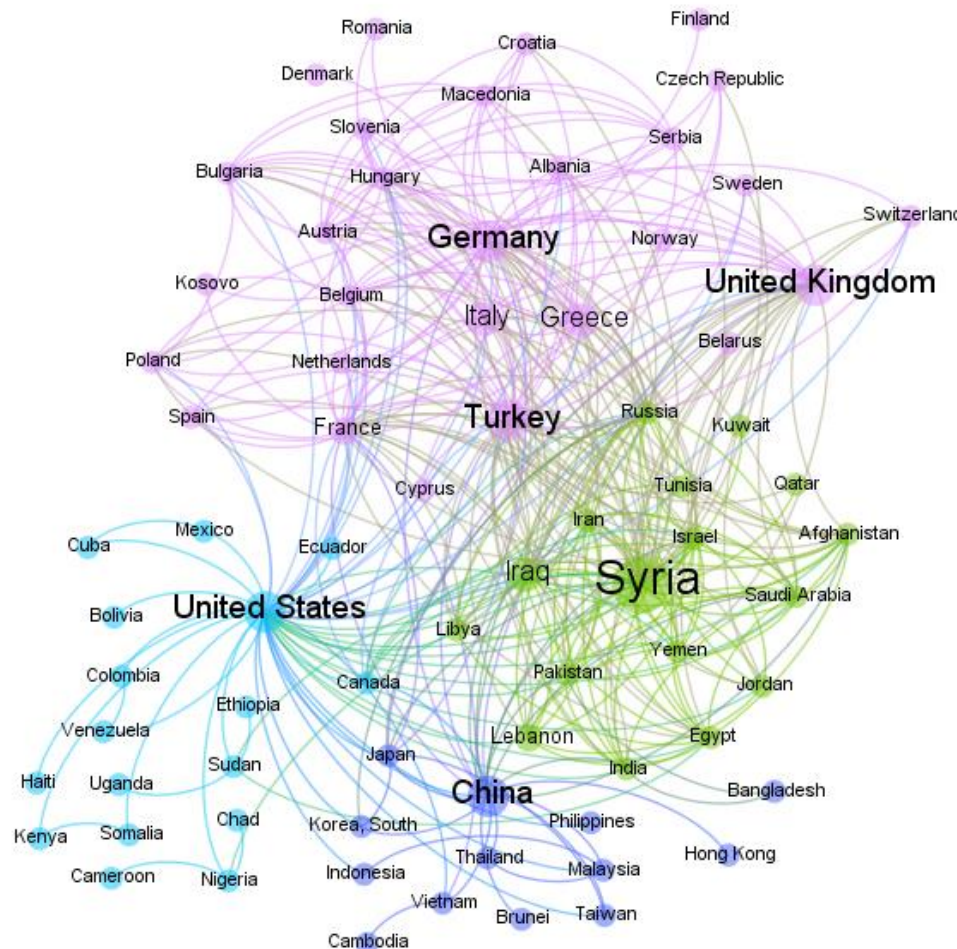 Finland
Romania
Croatia
Denmark
Czech Republic
Macedonia
Slovenia
Serbia
Bulgaria
Hungary
Albania
Sweden
Switzerland
Austria
Germany
Norway
Kosovo
Belgium
United Kingdom
Italy
Greece
Belarus
Poland
Netherlands
Spain
France
Turkey
Russia
Kuwait
Cyprus
Tunisia
Qatar
Mexico
Cuba
Ecuador
Iran
Israel
Afghanistan
Iraq
Syria
Saudi Arabia
Bolivia
United States
Libya
Yemen
Colombia
Canada
Pakistan
Jordan
Ethiopia
Venezuela
Lebanon
Egypt
Haiti
Uganda
Sudan
Japan
India
Bangladesh
China
Kenya
Somalia
Chad
Korea, South
Philippines
Cameroon
Nigeria
Indonesia
Thailand
Malaysia
Hong Kong
Vietnam
Brunei
Taiwan
Cambodia